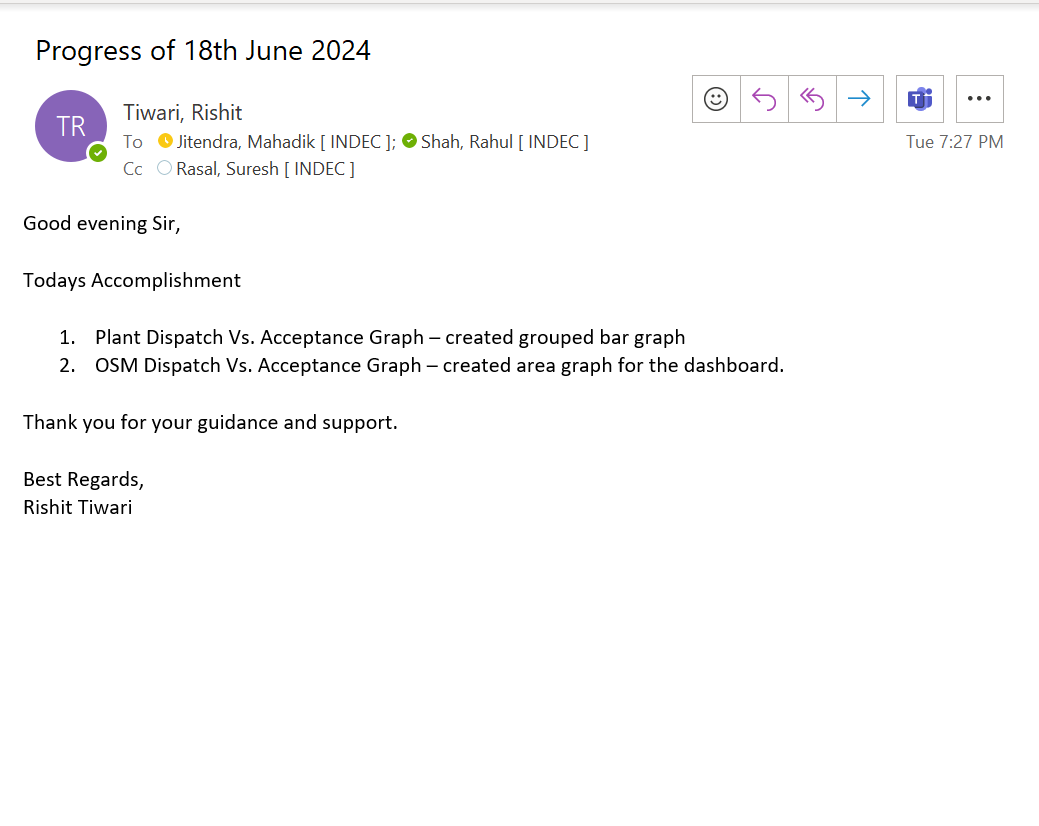 Progress of 18th June 2024
TR
Tiwari, Rishit
To Jitendra, Mahadik [ INDEC ]; Shah, Rahul [ INDEC ]
Tue 7:27 PM
Cc Rasal, Suresh [ INDEC ]
Good evening Sir,
Todays Accomplishment
1. Plant Dispatch Vs. Acceptance Graph – created grouped bar graph
2. OSM Dispatch Vs. Acceptance Graph – created area graph for the dashboard.
Thank you for your guidance and support.
Best Regards,
Rishit Tiwari